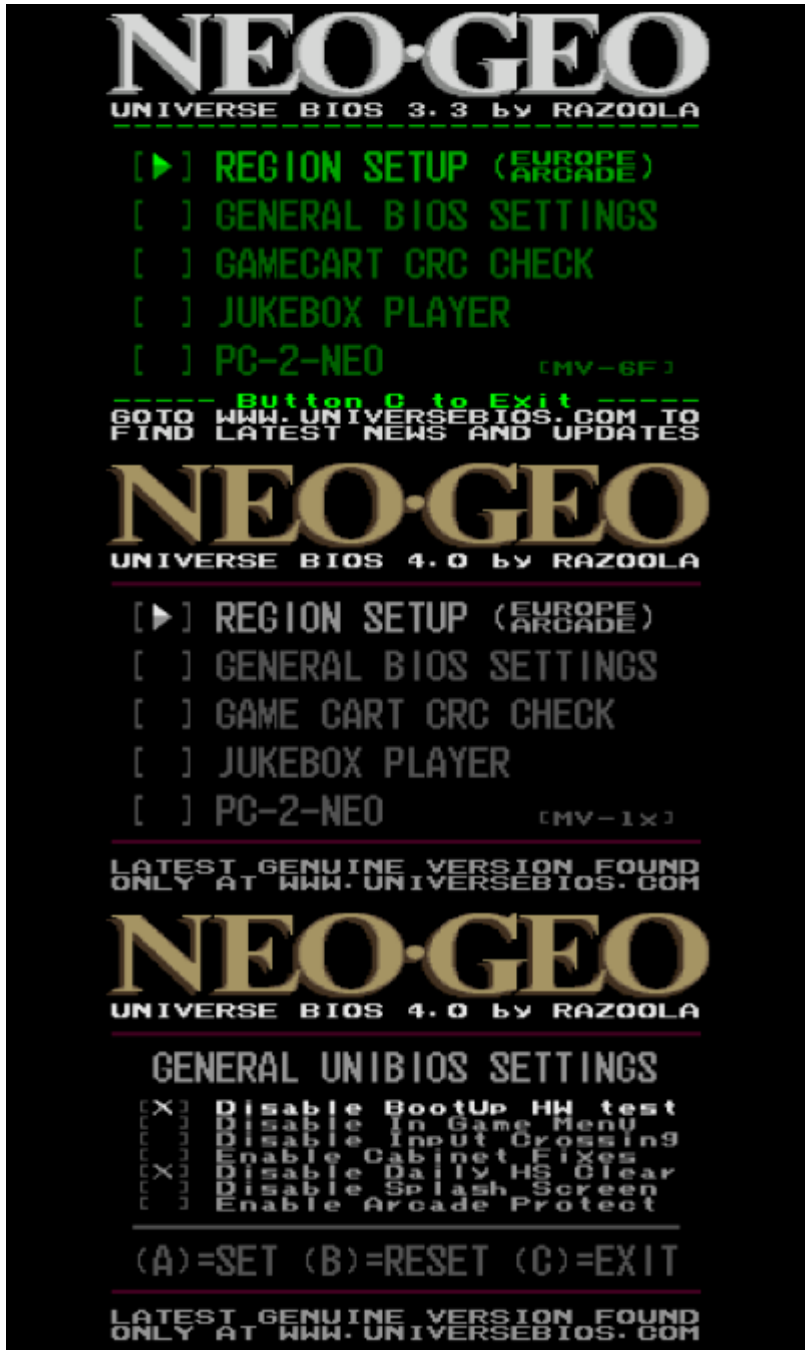 NEO·GEO
UNIVERSE BIOS 3.3 by RAZOOLA
[▶] REGION SETUP (EUROPE ARCADE)
[ ] GENERAL BIOS SETTINGS
[ ] GAMECART CRC CHECK
[ ] JUKEBOX PLAYER
[ ] PC-2-NEO [MV-6F]
----- Button C to Exit -----
GOTO WWW.UNIVERSEBIOS.COM TO
FIND LATEST NEWS AND UPDATES
NEO·GEO
UNIVERSE BIOS 4.0 by RAZOOLA
[▶] REGION SETUP (EUROPE ARCADE)
[ ] GENERAL BIOS SETTINGS
[ ] GAME CART CRC CHECK
[ ] JUKEBOX PLAYER
[ ] PC-2-NEO [MV-1x]
LATEST GENUINE VERSION FOUND
ONLY AT WWW.UNIVERSEBIOS.COM
NEO·GEO
UNIVERSE BIOS 4.0 by RAZOOLA
GENERAL UNIBIOS SETTINGS
[X] Disable BootUp HW test
[ ] Disable In Game Menu
[ ] Disable Input Crossing
[ ] Enable Cabinet Fixes
[X] Disable Daily HS Clear
[ ] Disable Splash Screen
[ ] Enable Arcade Protect
(A)=SET (B)=RESET (C)=EXIT
LATEST GENUINE VERSION FOUND
ONLY AT WWW.UNIVERSEBIOS.COM